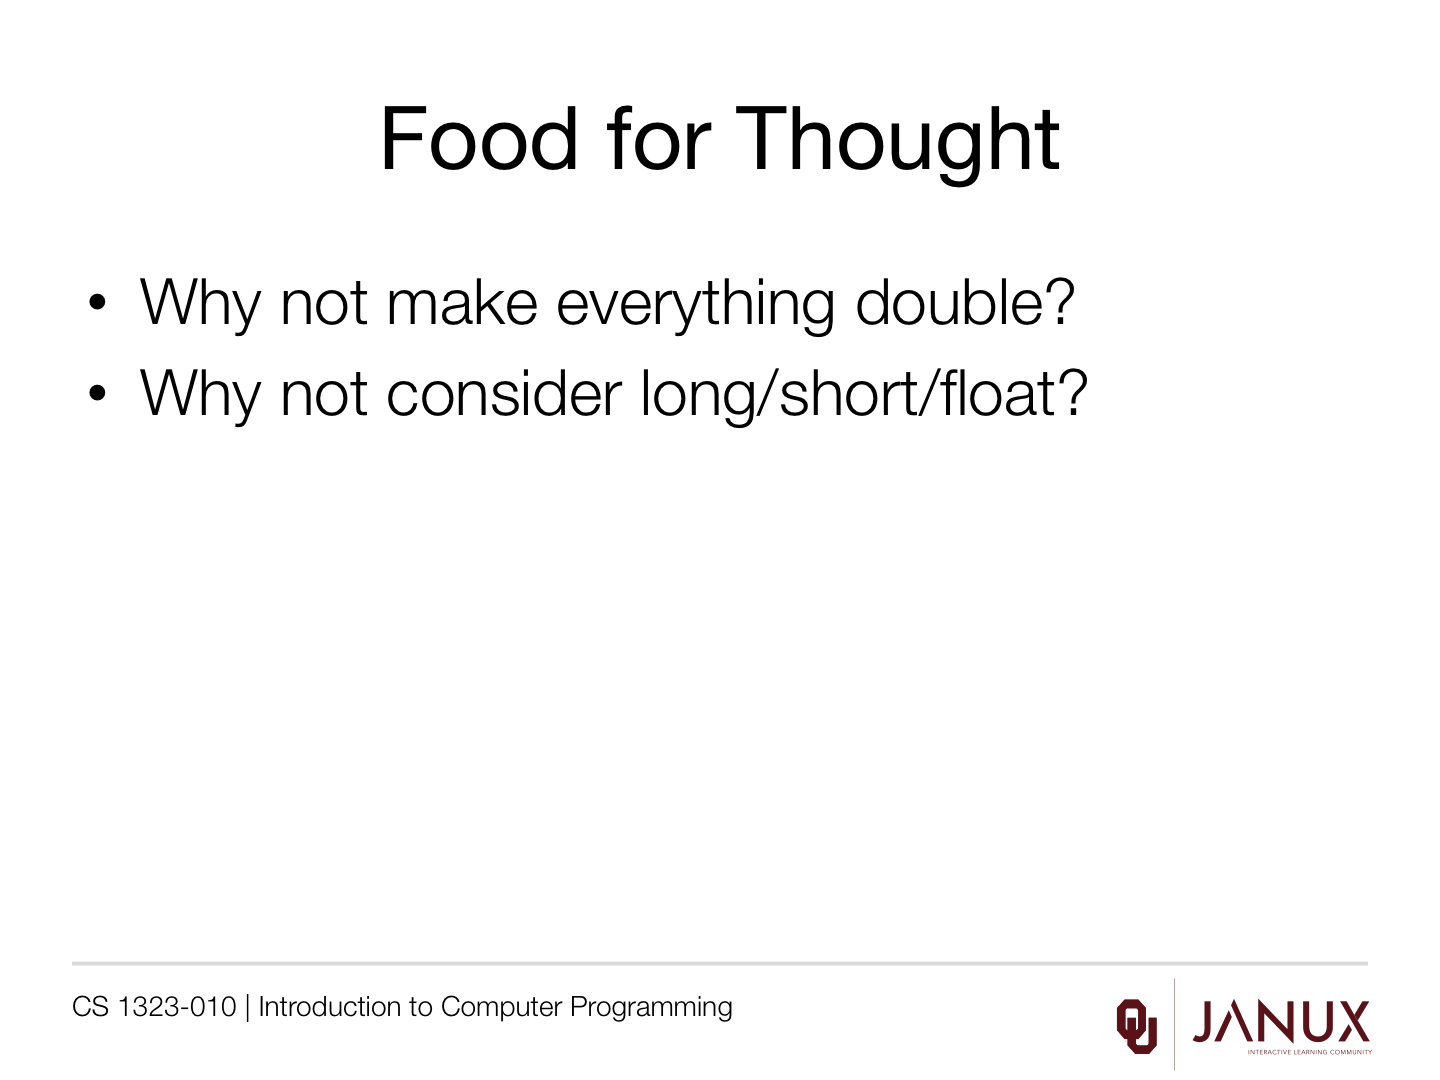 Food for Thought
• Why not make everything double?
• Why not consider long/short/float?
CS 1323-010 | Introduction to Computer Programming
OU
JANUX
INTERACTIVE LEARNING COMMUNITY